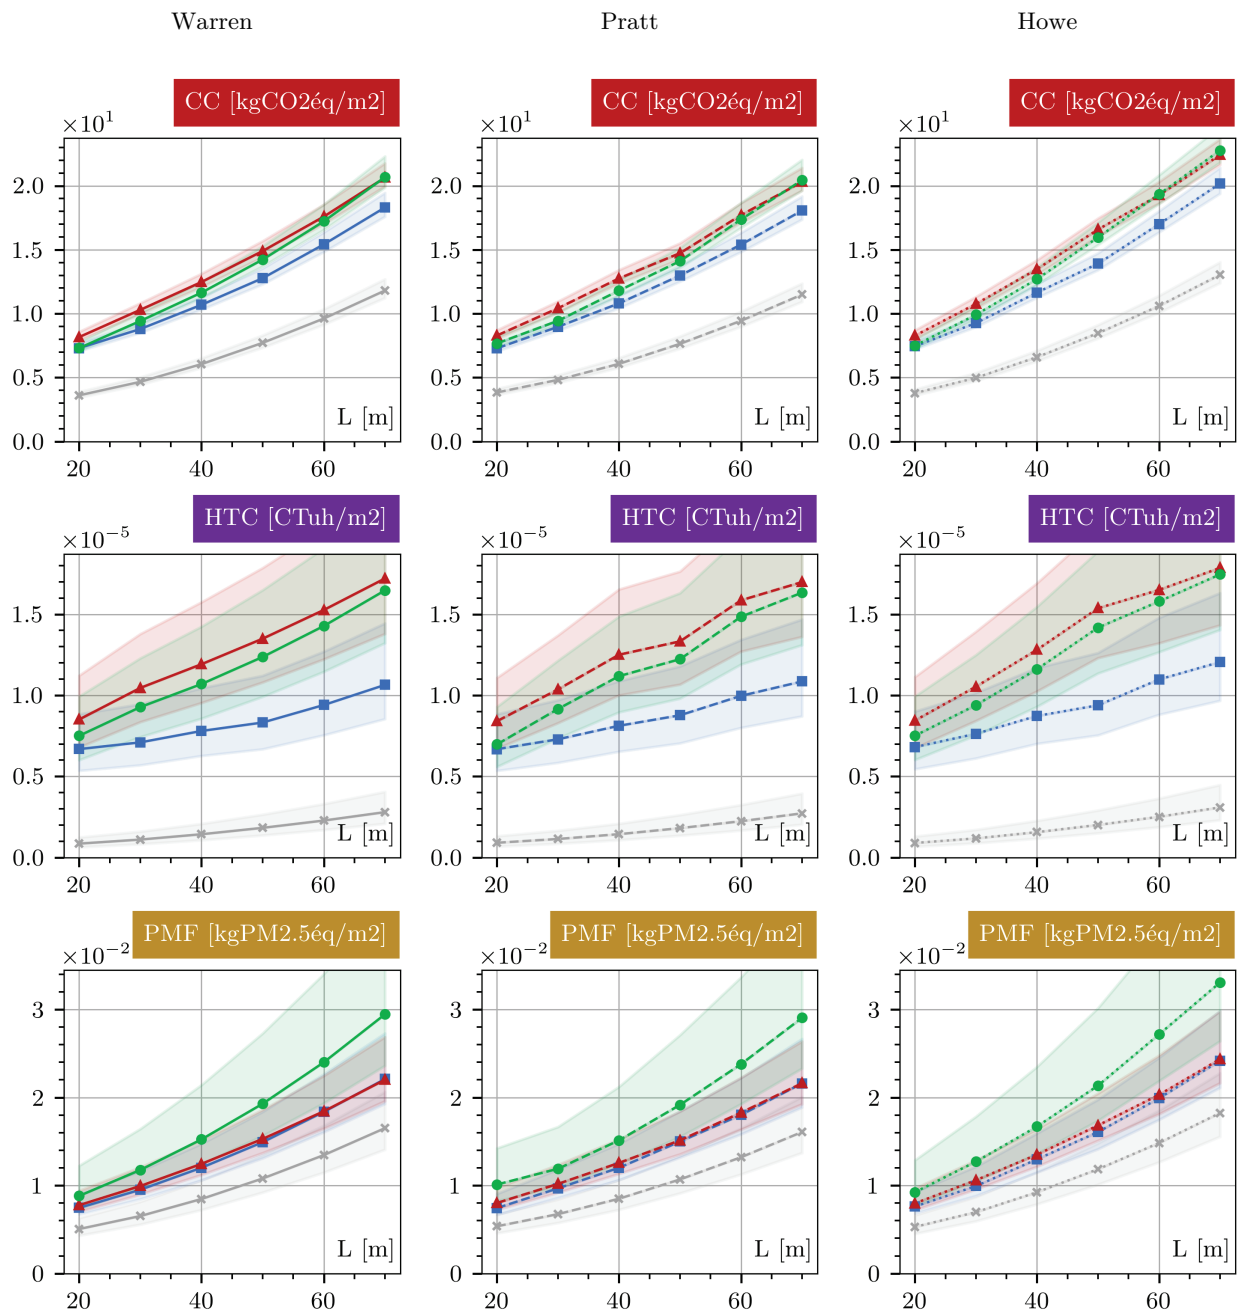 Warren Pratt Howe
CC [kgCO2éq/m2] CC [kgCO2éq/m2] CC [kgCO2éq/m2]
×10¹ ×10¹ ×10¹
2.0 2.0 2.0
1.5 1.5 1.5
1.0 1.0 1.0
0.5 0.5 0.5
L [m] L [m] L [m]
0.0 0.0 0.0
20 40 60 20 40 60 20 40 60
HTC [CTuh/m2] HTC [CTuh/m2] HTC [CTuh/m2]
×10⁻⁵ ×10⁻⁵ ×10⁻⁵
1.5 1.5 1.5
1.0 1.0 1.0
0.5 0.5 0.5
L [m] L [m] L [m]
0.0 0.0 0.0
20 40 60 20 40 60 20 40 60
PMF [kgPM2.5éq/m2] PMF [kgPM2.5éq/m2] PMF [kgPM2.5éq/m2]
×10⁻² ×10⁻² ×10⁻²
3 3 3
2 2 2
1 1 1
L [m] L [m] L [m]
0 0 0
20 40 60 20 40 60 20 40 60